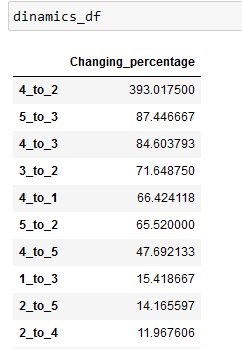 dinamics_df
Changing_percentage
4_to_2 393.017500
5_to_3 87.446667
4_to_3 84.603793
3_to_2 71.648750
4_to_1 66.424118
5_to_2 65.520000
4_to_5 47.692133
1_to_3 15.418667
2_to_5 14.165597
2_to_4 11.967606